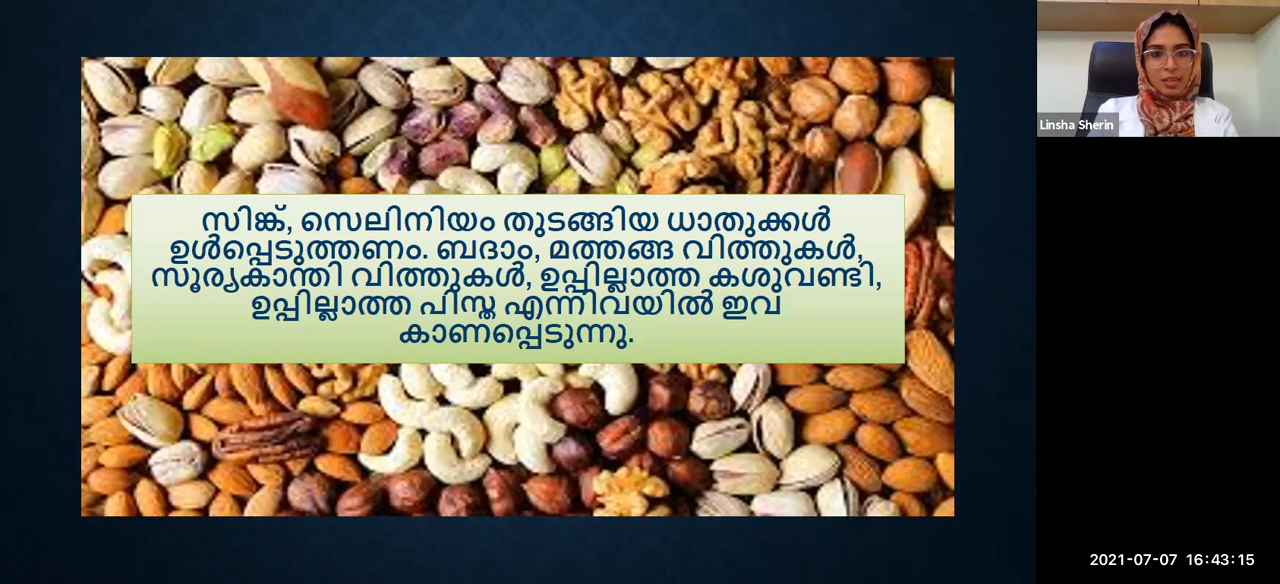 സിങ്ക്, സെലിനിയം തുടങ്ങിയ ധാതുക്കൾ
ഉൾപ്പെടുത്തണം. ബദാം, മത്തങ്ങ വിത്തുകൾ,
സൂര്യകാന്തി വിത്തുകൾ, ഉപ്പില്ലാത്ത കശുവണ്ടി,
ഉപ്പില്ലാത്ത പിസ്ത എന്നിവയിൽ ഇവ
കാണപ്പെടുന്നു.
Linsha Sherin
2021-07-07 16:43:15